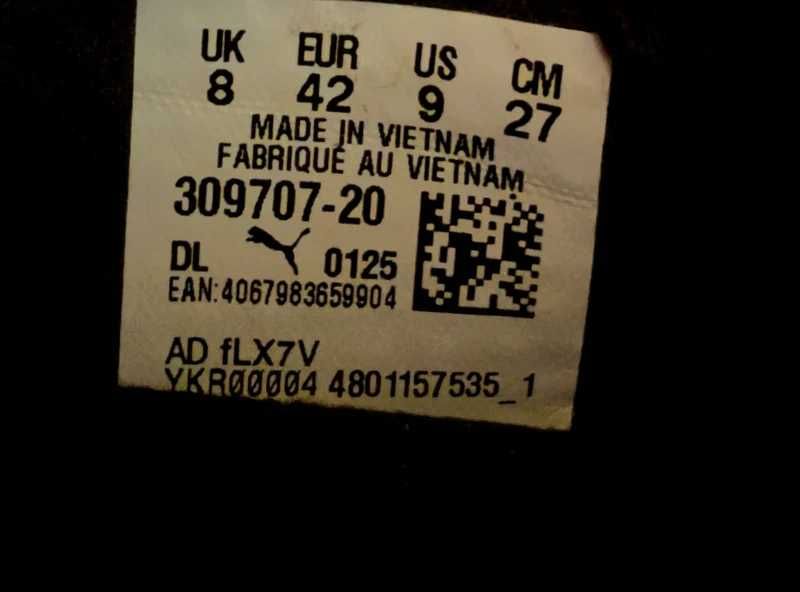 UK EUR US CM
8 42 9 27
MADE IN VIETNAM
FABRIQUÉ AU VIETNAM
309707-20
DL 0125
EAN:4067983659904
AD fLX7V
YKR00004 4801157535_1